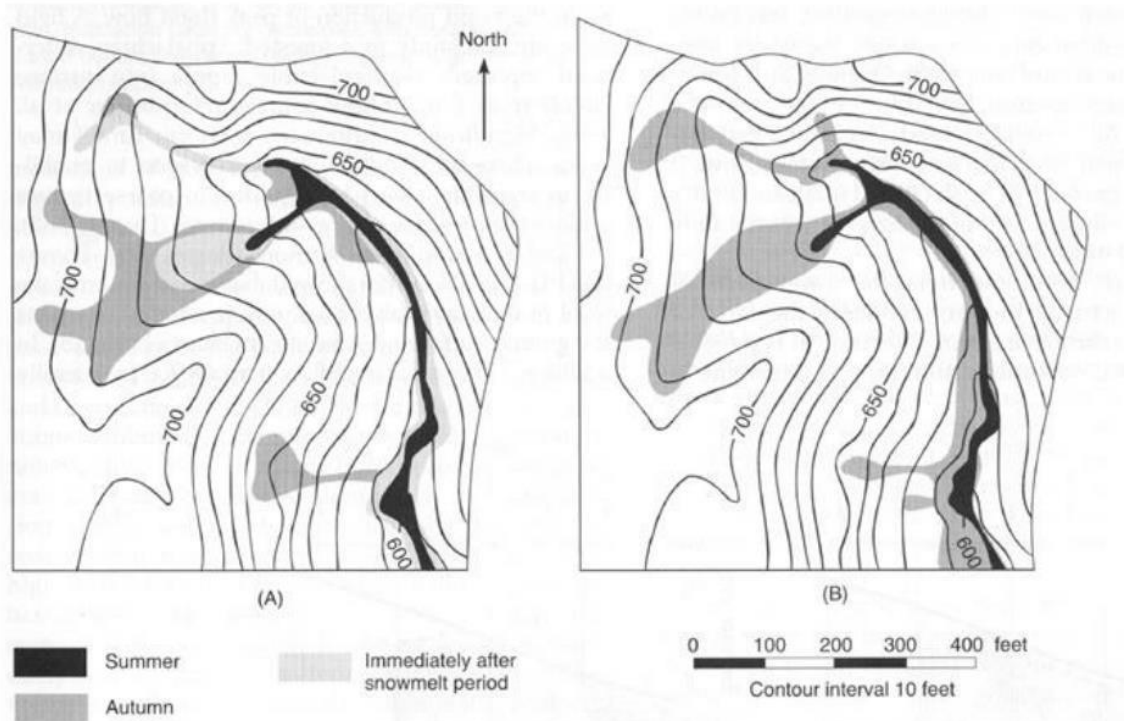 North
700
650
700
650
700
600
(A)
700
650
700
650
700
600
(B)
Summer
Autumn
Immediately after
snowmelt period
0 100 200 300 400 feet
Contour interval 10 feet